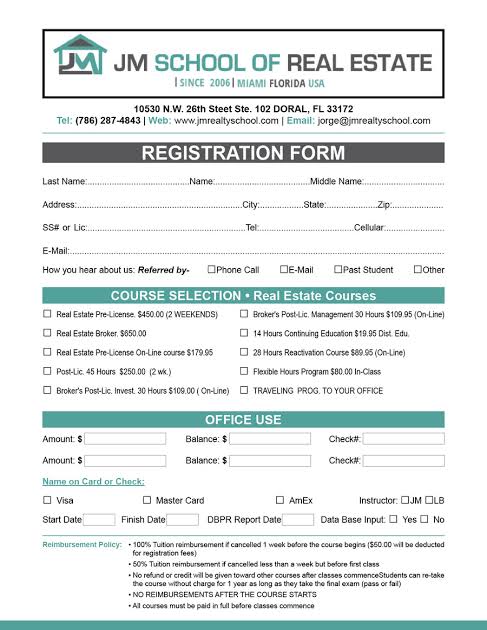 JM
JM SCHOOL OF REAL ESTATE
| SINCE 2006 | MIAMI FLORIDA USA
10530 N.W. 26th Steet Ste. 102 DORAL, FL 33172
Tel: (786) 287-4843 | Web: www.jmrealtyschool.com | Email: jorge@jmrealtyschool.com
REGISTRATION FORM
Last Name:.......................................Name:....................................Middle Name:..............................
Address:................................................................City:.................State:...................Zip:...................
SS# or Lic:............................................................Tel:.....................................Cellular:......................
E-Mail:............................................................................................................................................
How you hear about us: Referred by- ☐Phone Call ☐E-Mail ☐Past Student ☐Other
COURSE SELECTION • Real Estate Courses
☐ Real Estate Pre-License. $450.00 (2 WEEKENDS) ☐ Broker's Post-Lic. Management 30 Hours $109.95 (On-Line)
☐ Real Estate Broker. $650.00 ☐ 14 Hours Continuing Education $19.95 Dist. Edu.
☐ Real Estate Pre-License On-Line course $179.95 ☐ 28 Hours Reactivation Course $89.95 (On-Line)
☐ Post-Lic. 45 Hours $250.00 (2 wk.) ☐ Flexible Hours Program $80.00 In-Class
☐ Broker's Post-Lic. Invest. 30 Hours $109.00 ( On-Line) ☐ TRAVELING PROG. TO YOUR OFFICE
OFFICE USE
Amount: $ Balance: $ Check#:
Amount: $ Balance: $ Check#:
Name on Card or Check:
☐ Visa ☐ Master Card ☐ AmEx Instructor: ☐JM ☐LB
Start Date Finish Date DBPR Report Date Data Base Input: ☐ Yes ☐ No
Reimbursement Policy: • 100% Tuition reimbursement if cancelled 1 week before the course begins ($50.00 will be deducted
for registration fees)
• 50% Tuition reimbursement if cancelled less than a week but before first class
• No refund or credit will be given toward other courses after classes commenceStudents can re-take
the course without charge for 1 year as long as they take the final exam (pass or fail)
• NO REIMBURSEMENTS AFTER THE COURSE STARTS
• All courses must be paid in full before classes commence